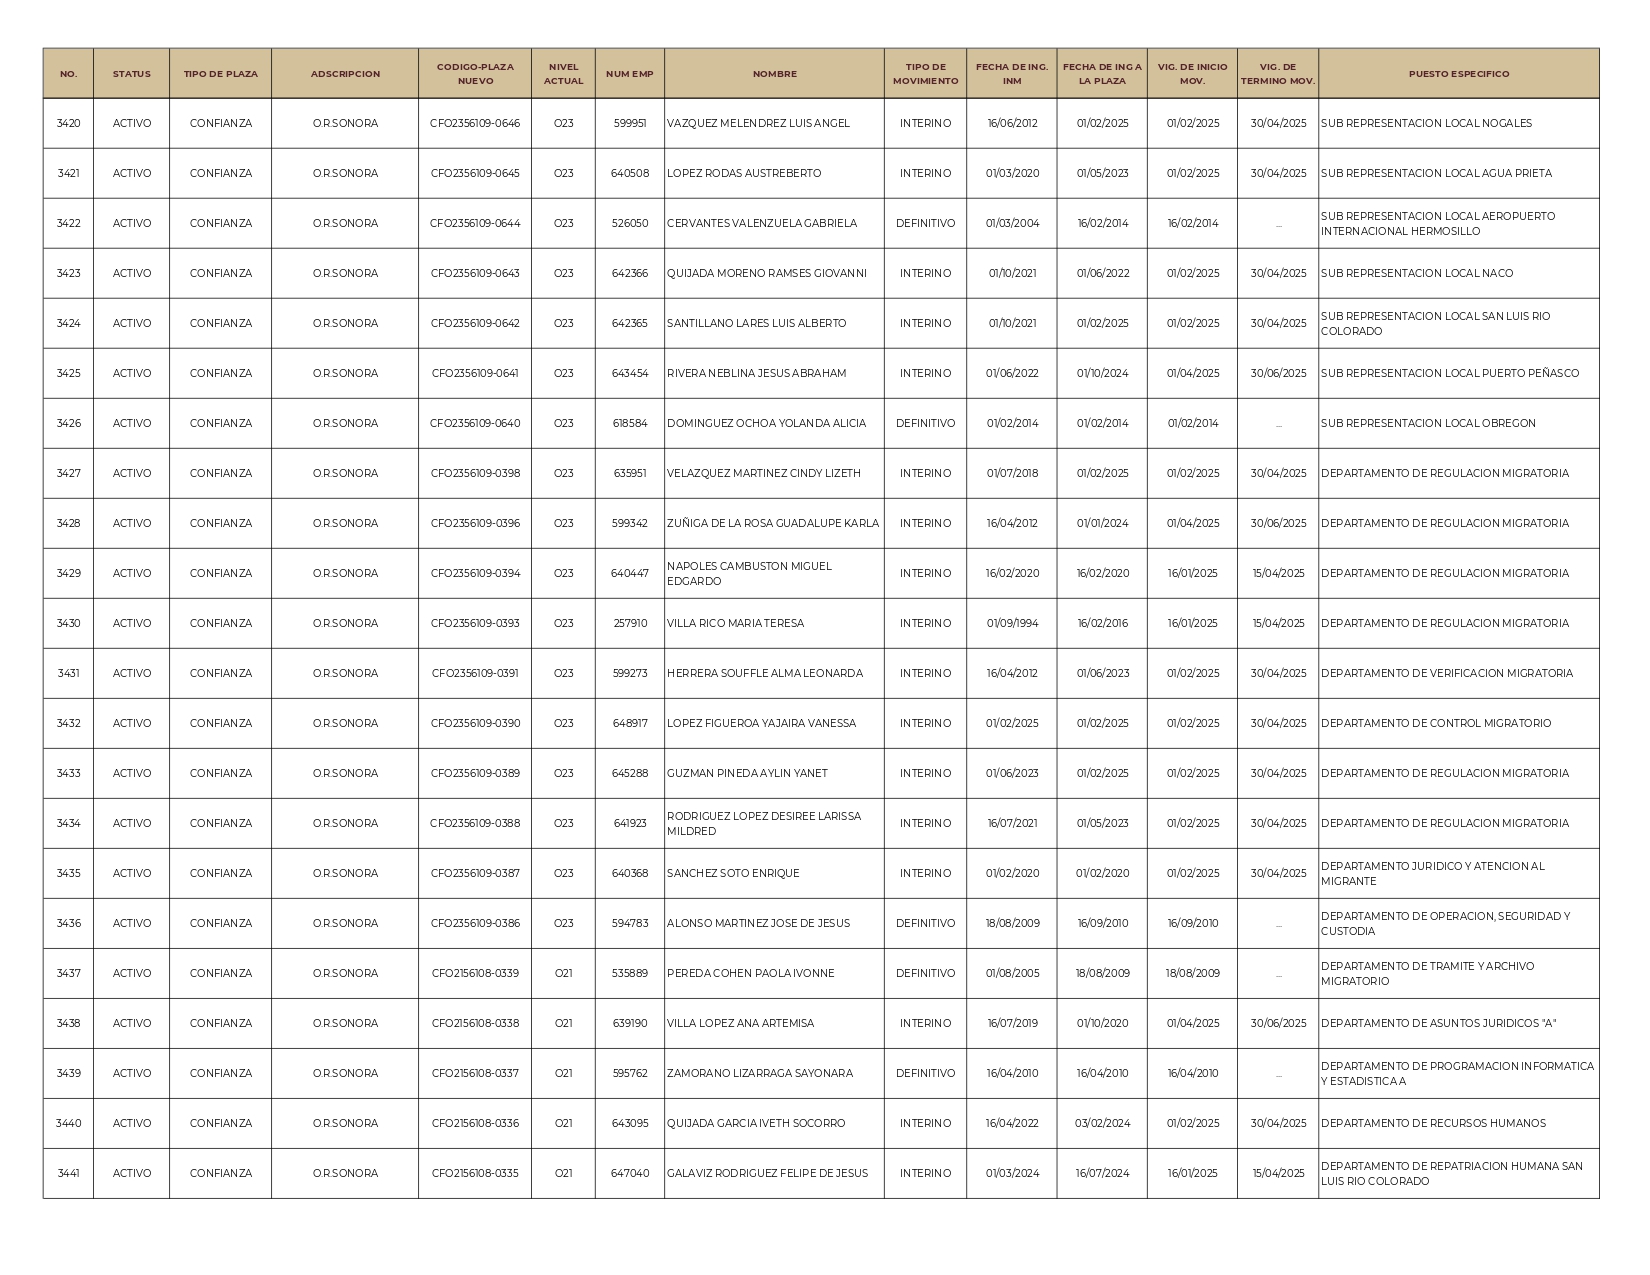 NO. STATUS TIPO DE PLAZA ADSCRIPCION CODIGO-PLAZA NUEVO NIVEL ACTUAL NUM EMP NOMBRE TIPO DE MOVIMIENTO FECHA DE ING. INM FECHA DE ING A LA PLAZA VIG. DE INICIO MOV. VIG. DE TERMINO MOV. PUESTO ESPECIFICO
3420 ACTIVO CONFIANZA O.R.SONORA CFO2356109-0646 O23 599951 VAZQUEZ MELENDREZ LUIS ANGEL INTERINO 16/06/2012 01/02/2025 01/02/2025 30/04/2025 SUB REPRESENTACION LOCAL NOGALES
3421 ACTIVO CONFIANZA O.R.SONORA CFO2356109-0645 O23 640508 LOPEZ RODAS AUSTREBERTO INTERINO 01/03/2020 01/05/2023 01/02/2025 30/04/2025 SUB REPRESENTACION LOCAL AGUA PRIETA
3422 ACTIVO CONFIANZA O.R.SONORA CFO2356109-0644 O23 526050 CERVANTES VALENZUELA GABRIELA DEFINITIVO 01/03/2004 16/02/2014 16/02/2014 ... SUB REPRESENTACION LOCAL AEROPUERTO INTERNACIONAL HERMOSILLO
3423 ACTIVO CONFIANZA O.R.SONORA CFO2356109-0643 O23 642366 QUIJADA MORENO RAMSES GIOVANNI INTERINO 01/10/2021 01/06/2022 01/02/2025 30/04/2025 SUB REPRESENTACION LOCAL NACO
3424 ACTIVO CONFIANZA O.R.SONORA CFO2356109-0642 O23 642365 SANTILLANO LARES LUIS ALBERTO INTERINO 01/10/2021 01/02/2025 01/02/2025 30/04/2025 SUB REPRESENTACION LOCAL SAN LUIS RIO COLORADO
3425 ACTIVO CONFIANZA O.R.SONORA CFO2356109-0641 O23 643454 RIVERA NEBLINA JESUS ABRAHAM INTERINO 01/06/2022 01/10/2024 01/04/2025 30/06/2025 SUB REPRESENTACION LOCAL PUERTO PEÑASCO
3426 ACTIVO CONFIANZA O.R.SONORA CFO2356109-0640 O23 618584 DOMINGUEZ OCHOA YOLANDA ALICIA DEFINITIVO 01/02/2014 01/02/2014 01/02/2014 ... SUB REPRESENTACION LOCAL OBREGON
3427 ACTIVO CONFIANZA O.R.SONORA CFO2356109-0398 O23 635951 VELAZQUEZ MARTINEZ CINDY LIZETH INTERINO 01/07/2018 01/02/2025 01/02/2025 30/04/2025 DEPARTAMENTO DE REGULACION MIGRATORIA
3428 ACTIVO CONFIANZA O.R.SONORA CFO2356109-0396 O23 599342 ZUÑIGA DE LA ROSA GUADALUPE KARLA INTERINO 16/04/2012 01/01/2024 01/04/2025 30/06/2025 DEPARTAMENTO DE REGULACION MIGRATORIA
3429 ACTIVO CONFIANZA O.R.SONORA CFO2356109-0394 O23 640447 NAPOLES CAMBUSTON MIGUEL EDGARDO INTERINO 16/02/2020 16/02/2020 16/01/2025 15/04/2025 DEPARTAMENTO DE REGULACION MIGRATORIA
3430 ACTIVO CONFIANZA O.R.SONORA CFO2356109-0393 O23 257910 VILLA RICO MARIA TERESA INTERINO 01/09/1994 16/02/2016 16/01/2025 15/04/2025 DEPARTAMENTO DE REGULACION MIGRATORIA
3431 ACTIVO CONFIANZA O.R.SONORA CFO2356109-0391 O23 599273 HERRERA SOUFFLE ALMA LEONARDA INTERINO 16/04/2012 01/06/2023 01/02/2025 30/04/2025 DEPARTAMENTO DE VERIFICACION MIGRATORIA
3432 ACTIVO CONFIANZA O.R.SONORA CFO2356109-0390 O23 648917 LOPEZ FIGUEROA YAJAIRA VANESSA INTERINO 01/02/2025 01/02/2025 01/02/2025 30/04/2025 DEPARTAMENTO DE CONTROL MIGRATORIO
3433 ACTIVO CONFIANZA O.R.SONORA CFO2356109-0389 O23 645288 GUZMAN PINEDA AYLIN YANET INTERINO 01/06/2023 01/02/2025 01/02/2025 30/04/2025 DEPARTAMENTO DE REGULACION MIGRATORIA
3434 ACTIVO CONFIANZA O.R.SONORA CFO2356109-0388 O23 641923 RODRIGUEZ LOPEZ DESIREE LARISSA MILDRED INTERINO 16/07/2021 01/05/2023 01/02/2025 30/04/2025 DEPARTAMENTO DE REGULACION MIGRATORIA
3435 ACTIVO CONFIANZA O.R.SONORA CFO2356109-0387 O23 640368 SANCHEZ SOTO ENRIQUE INTERINO 01/02/2020 01/02/2020 01/02/2025 30/04/2025 DEPARTAMENTO JURIDICO Y ATENCION AL MIGRANTE
3436 ACTIVO CONFIANZA O.R.SONORA CFO2356109-0386 O23 594783 ALONSO MARTINEZ JOSE DE JESUS DEFINITIVO 18/08/2009 16/09/2010 16/09/2010 ... DEPARTAMENTO DE OPERACION, SEGURIDAD Y CUSTODIA
3437 ACTIVO CONFIANZA O.R.SONORA CFO2156108-0339 O21 535889 PEREDA COHEN PAOLA IVONNE DEFINITIVO 01/08/2005 18/08/2009 18/08/2009 ... DEPARTAMENTO DE TRAMITE Y ARCHIVO MIGRATORIO
3438 ACTIVO CONFIANZA O.R.SONORA CFO2156108-0338 O21 639190 VILLA LOPEZ ANA ARTEMISA INTERINO 16/07/2019 01/10/2020 01/04/2025 30/06/2025 DEPARTAMENTO DE ASUNTOS JURIDICOS "A"
3439 ACTIVO CONFIANZA O.R.SONORA CFO2156108-0337 O21 595762 ZAMORANO LIZARRAGA SAYONARA DEFINITIVO 16/04/2010 16/04/2010 16/04/2010 ... DEPARTAMENTO DE PROGRAMACION INFORMATICA Y ESTADISTICA A
3440 ACTIVO CONFIANZA O.R.SONORA CFO2156108-0336 O21 643095 QUIJADA GARCIA IVETH SOCORRO INTERINO 16/04/2022 03/02/2024 01/02/2025 30/04/2025 DEPARTAMENTO DE RECURSOS HUMANOS
3441 ACTIVO CONFIANZA O.R.SONORA CFO2156108-0335 O21 647040 GALAVIZ RODRIGUEZ FELIPE DE JESUS INTERINO 01/03/2024 16/07/2024 16/01/2025 15/04/2025 DEPARTAMENTO DE REPATRIACION HUMANA SAN LUIS RIO COLORADO